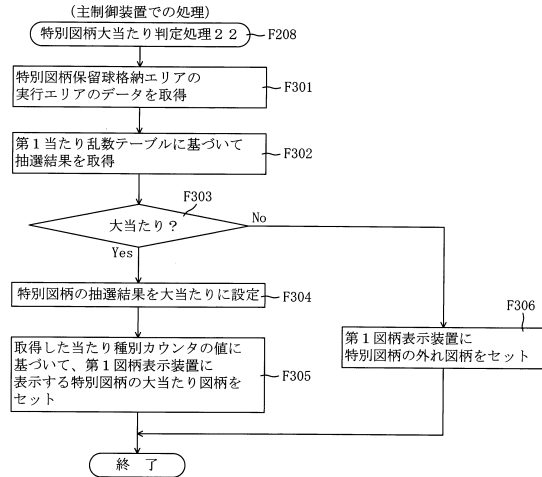 (主制御装置での処理)
特別図柄大当たり判定処理22
F208
特別図柄保留球格納エリアの
実行エリアのデータを取得
F301
第1当たり乱数テーブルに基づいて
抽選結果を取得
F302
F303
大当たり?
No
Yes
特別図柄の抽選結果を大当たりに設定
F304
F306
取得した当たり種別カウンタの値に
基づいて、第1図柄表示装置に
表示する特別図柄の大当たり図柄を
セット
F305
第1図柄表示装置に
特別図柄の外れ図柄をセット
終 了